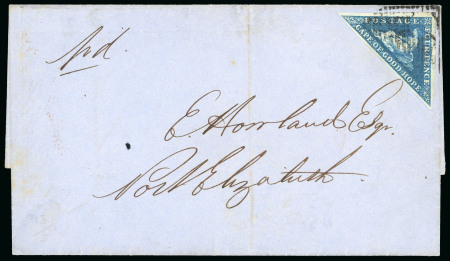 POSTAGE
FOUR PENCE
CAPE OF GOOD HOPE
pd.
E Howland Esqr.
Port Elizabeth.